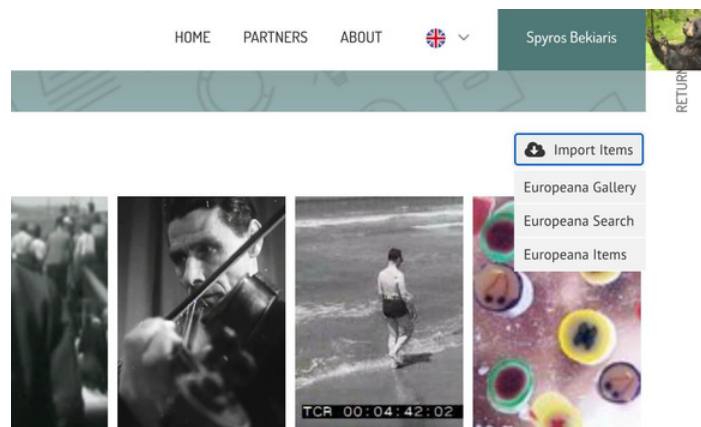 HOME PARTNERS ABOUT Spyros Bekiaris
RETURN
Import Items
Europeana Gallery
Europeana Search
Europeana Items
TCR 00:04:42:02